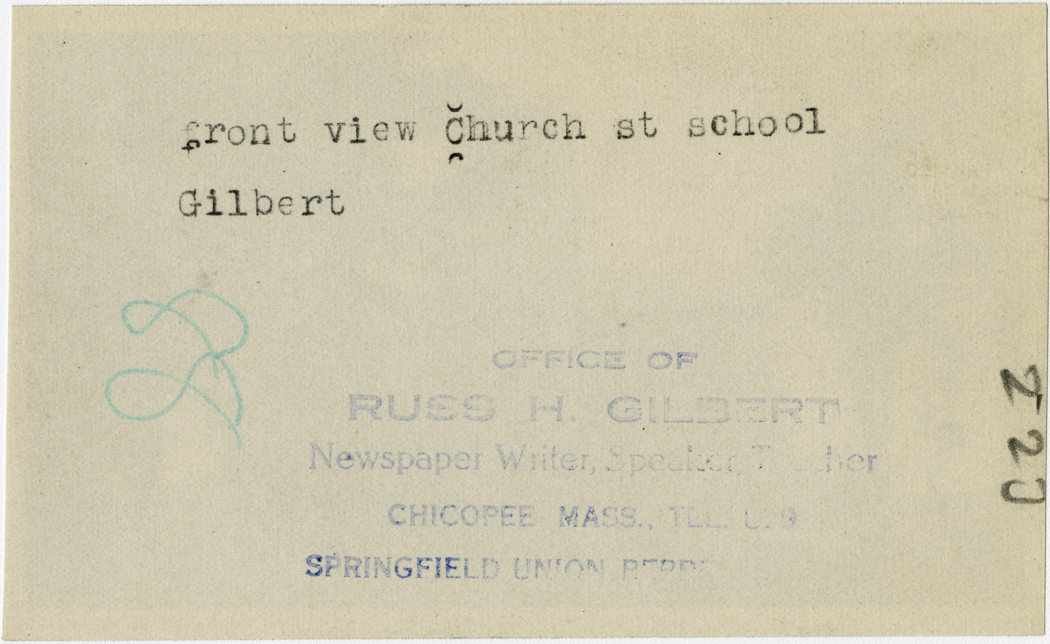 front view Church st school
Gilbert
OFFICE OF
RUSS H. GILBERT
Newspaper Writer, Speaker,
CHICOPEE MASS., TEL.
SPRINGFIELD UNION
220